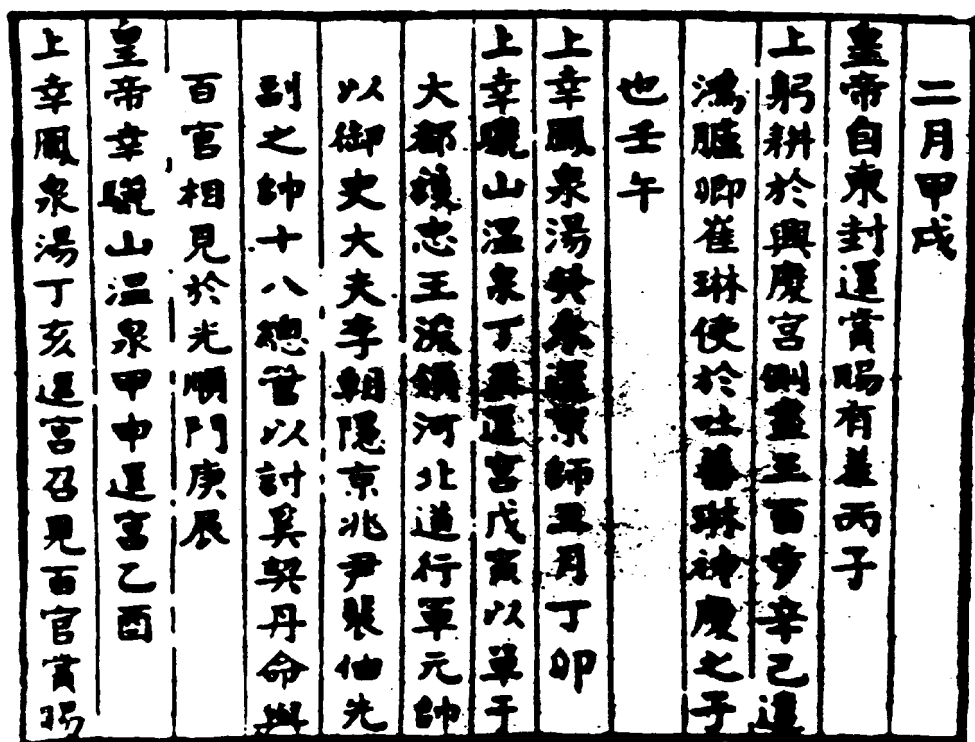 二月甲戌
皇帝自東封還賞賜有差丙子
上躬耕於興慶宮側盡三百步辛巳遣
鴻臚卿崔琳使於吐蕃琳神慶之子
也壬午
上幸鳳泉湯癸未還京師三月丁卯
上幸驪山溫泉丁丑還宮戊寅以單于
大都護忠王浚領河北道行軍元帥
以御史大夫李朝隱京兆尹裴伷先
副之帥十八總管以討奚契丹命與
百官相見於光順門庚辰
皇帝幸驪山溫泉甲申還宮乙酉
上幸鳳泉湯丁亥還宮召見百官賞賜